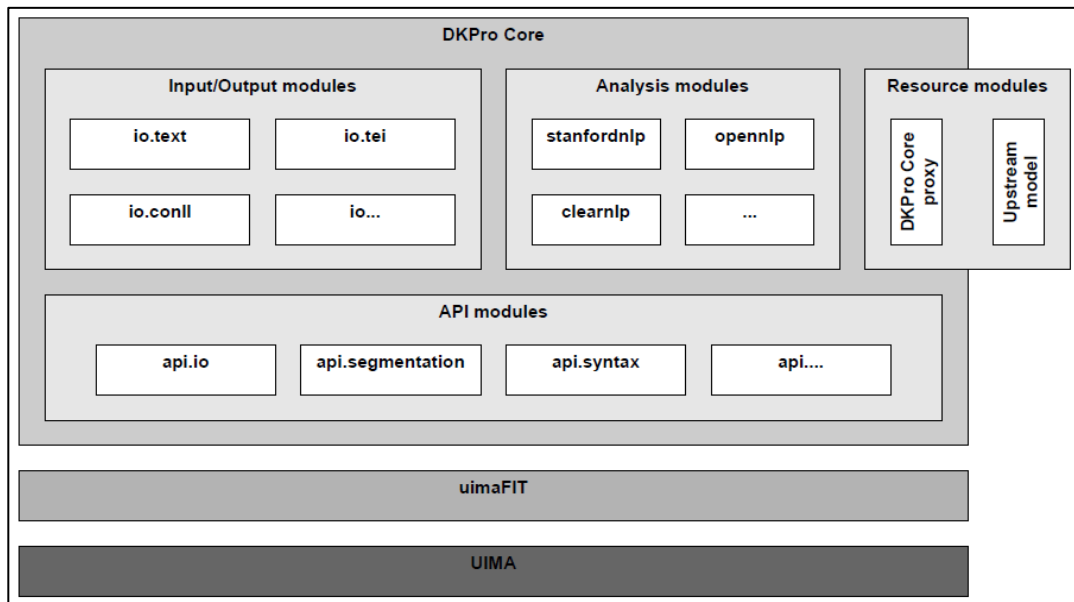 DKPro Core
Input/Output modules
io.text
io.tei
io.conll
io...
Analysis modules
stanfordnlp
opennlp
clearnlp
...
Resource modules
DKPro Core
proxy
Upstream
model
API modules
api.io
api.segmentation
api.syntax
api....
uimaFIT
UIMA